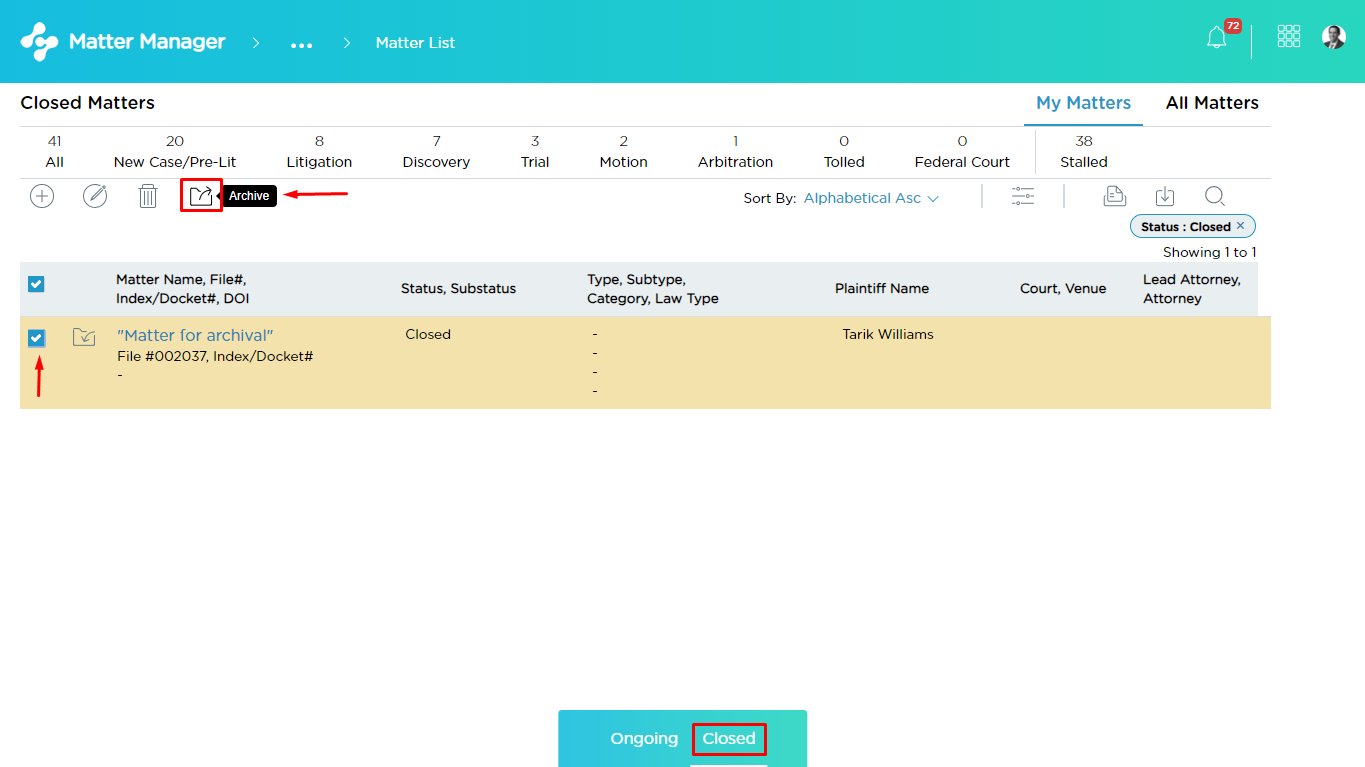 Matter Manager > ... > Matter List
72
Closed Matters
My Matters All Matters
41 20 8 7 3 2 1 0 0 38
All New Case/Pre-Lit Litigation Discovery Trial Motion Arbitration Tolled Federal Court Stalled
Archive
Sort By: Alphabetical Asc
Status : Closed ×
Showing 1 to 1
Matter Name, File#,
Index/Docket#, DOI
Status, Substatus
Type, Subtype,
Category, Law Type
Plaintiff Name
Court, Venue
Lead Attorney,
Attorney
"Matter for archival"
File #002037, Index/Docket#
-
Closed
-
-
-
-
Tarik Williams
Ongoing Closed